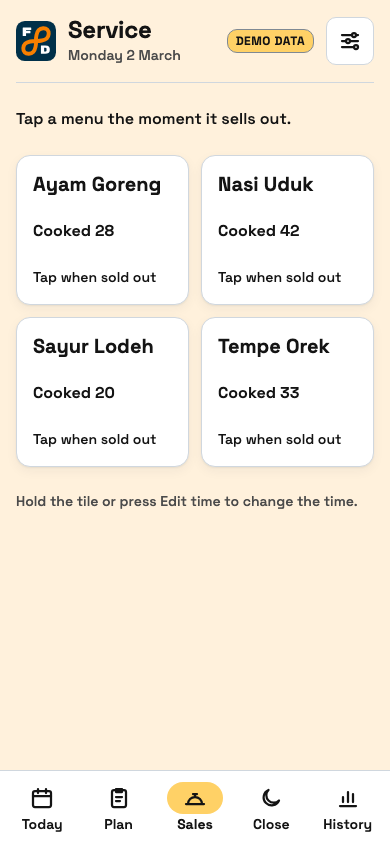 F
D
Service
Monday 2 March
DEMO DATA
Tap a menu the moment it sells out.
Ayam Goreng
Cooked 28
Tap when sold out
Nasi Uduk
Cooked 42
Tap when sold out
Sayur Lodeh
Cooked 20
Tap when sold out
Tempe Orek
Cooked 33
Tap when sold out
Hold the tile or press Edit time to change the time.
Today
Plan
Sales
Close
History